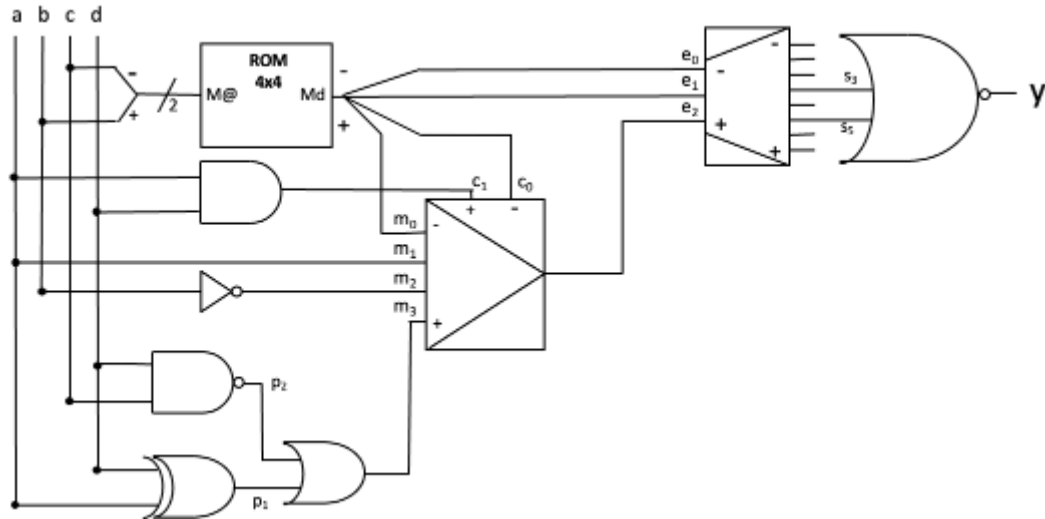 a b c d
ROM
4x4
M@ Md
-
+
2
-
+
e₀
e₁
e₂
-
+
-
+
s₃
s₅
y
c₁ c₀
+ -
m₀
m₁
m₂
m₃
-
+
p₂
p₁